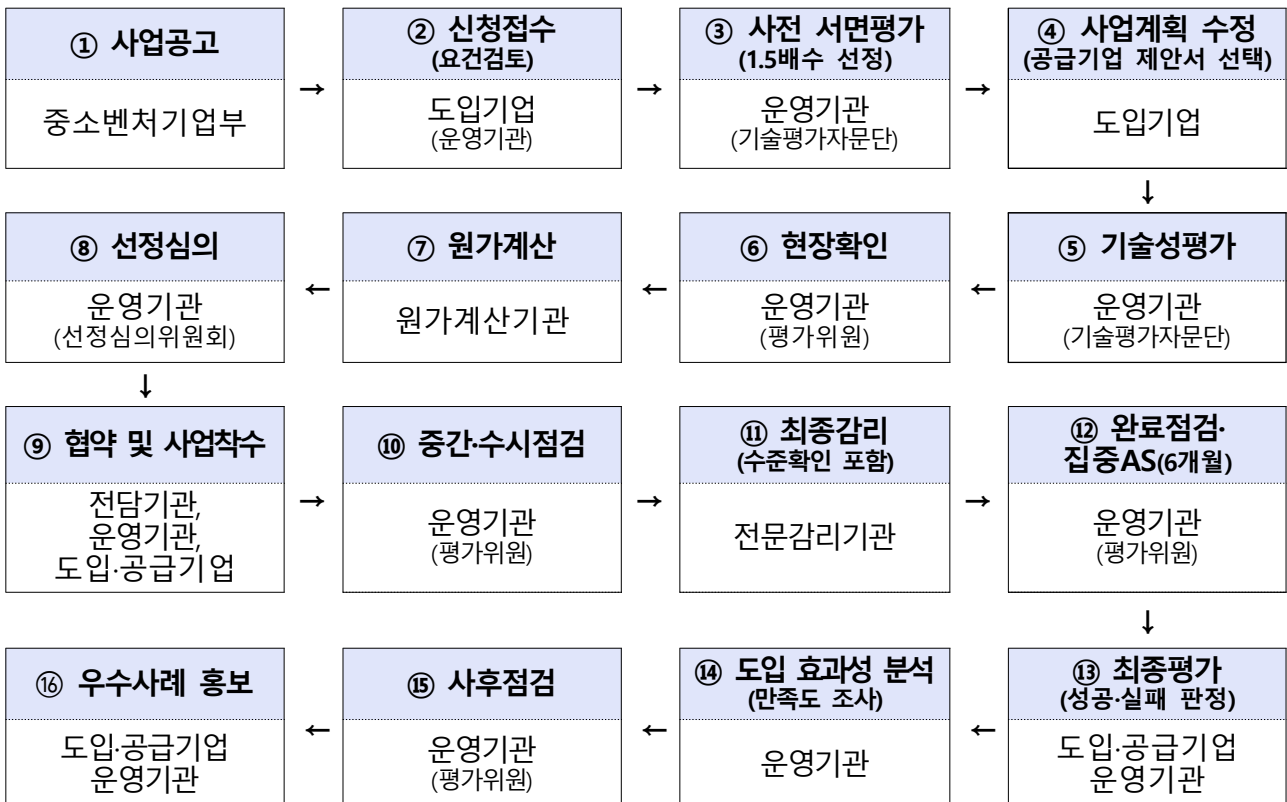 ① 사업공고
중소벤처기업부
→
② 신청접수
(요건검토)
도입기업
(운영기관)
→
③ 사전 서면평가
(1.5배수 선정)
운영기관
(기술평가자문단)
→
④ 사업계획 수정
(공급기업 제안서 선택)
도입기업
↓
⑤ 기술성평가
운영기관
(기술평가자문단)
←
⑥ 현장확인
운영기관
(평가위원)
←
⑦ 원가계산
원가계산기관
←
⑧ 선정심의
운영기관
(선정심의위원회)
↓
⑨ 협약 및 사업착수
전담기관,
운영기관,
도입·공급기업
→
⑩ 중간·수시점검
운영기관
(평가위원)
→
⑪ 최종감리
(수준확인 포함)
전문감리기관
→
⑫ 완료점검·
집중AS(6개월)
운영기관
(평가위원)
↓
⑬ 최종평가
(성공·실패 판정)
도입·공급기업
운영기관
←
⑭ 도입 효과성 분석
(만족도 조사)
운영기관
←
⑮ 사후점검
운영기관
(평가위원)
←
⑯ 우수사례 홍보
도입·공급기업
운영기관